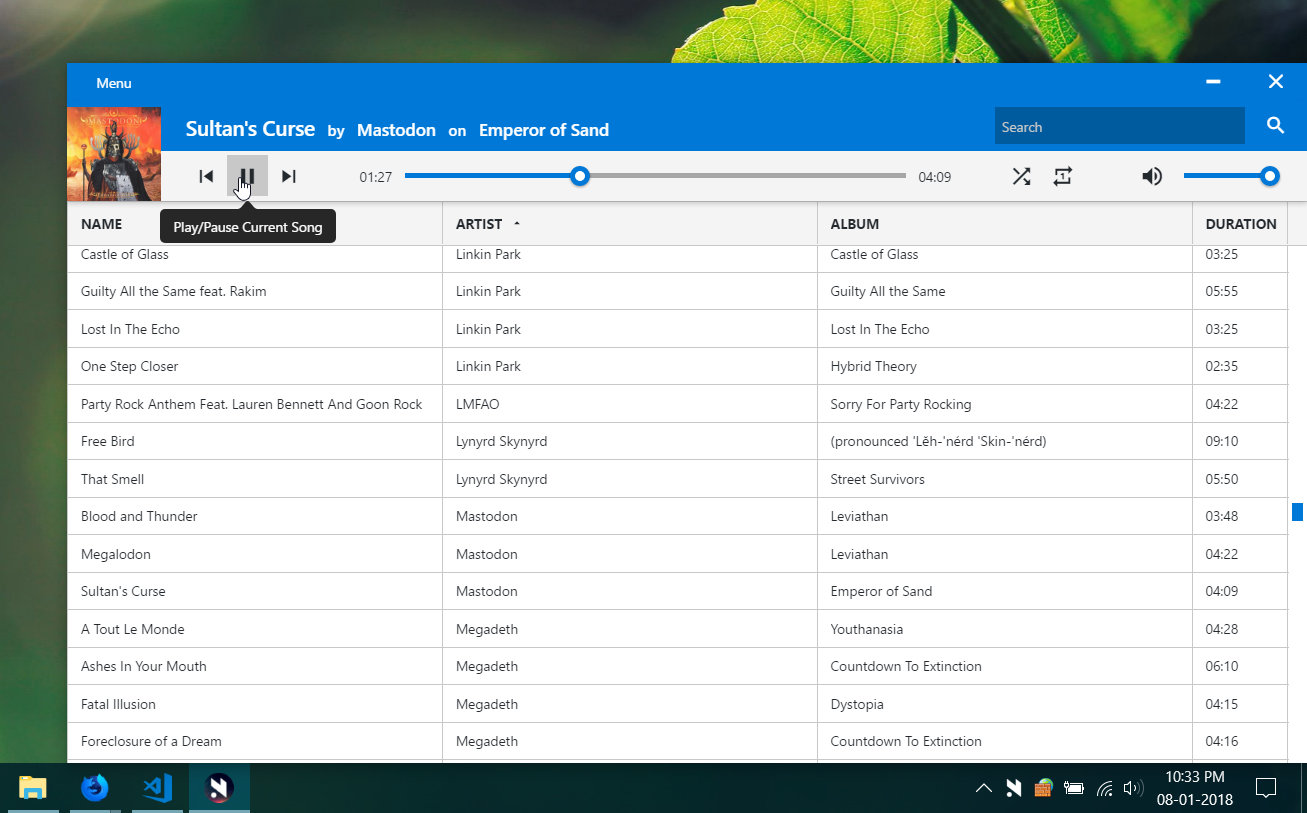 Menu
MASTODON
Sultan's Curse by Mastodon on Emperor of Sand
Search
01:27 04:09 1
Play/Pause Current Song
NAME ARTIST ALBUM DURATION
Castle of Glass Linkin Park Castle of Glass 03:25
Guilty All the Same feat. Rakim Linkin Park Guilty All the Same 05:55
Lost In The Echo Linkin Park Lost In The Echo 03:25
One Step Closer Linkin Park Hybrid Theory 02:35
Party Rock Anthem Feat. Lauren Bennett And Goon Rock LMFAO Sorry For Party Rocking 04:22
Free Bird Lynyrd Skynyrd (pronounced 'Lĕh-'nérd 'Skin-'nérd) 09:10
That Smell Lynyrd Skynyrd Street Survivors 05:50
Blood and Thunder Mastodon Leviathan 03:48
Megalodon Mastodon Leviathan 04:22
Sultan's Curse Mastodon Emperor of Sand 04:09
A Tout Le Monde Megadeth Youthanasia 04:28
Ashes In Your Mouth Megadeth Countdown To Extinction 06:10
Fatal Illusion Megadeth Dystopia 04:15
Foreclosure of a Dream Megadeth Countdown To Extinction 04:16
10:33 PM
08-01-2018